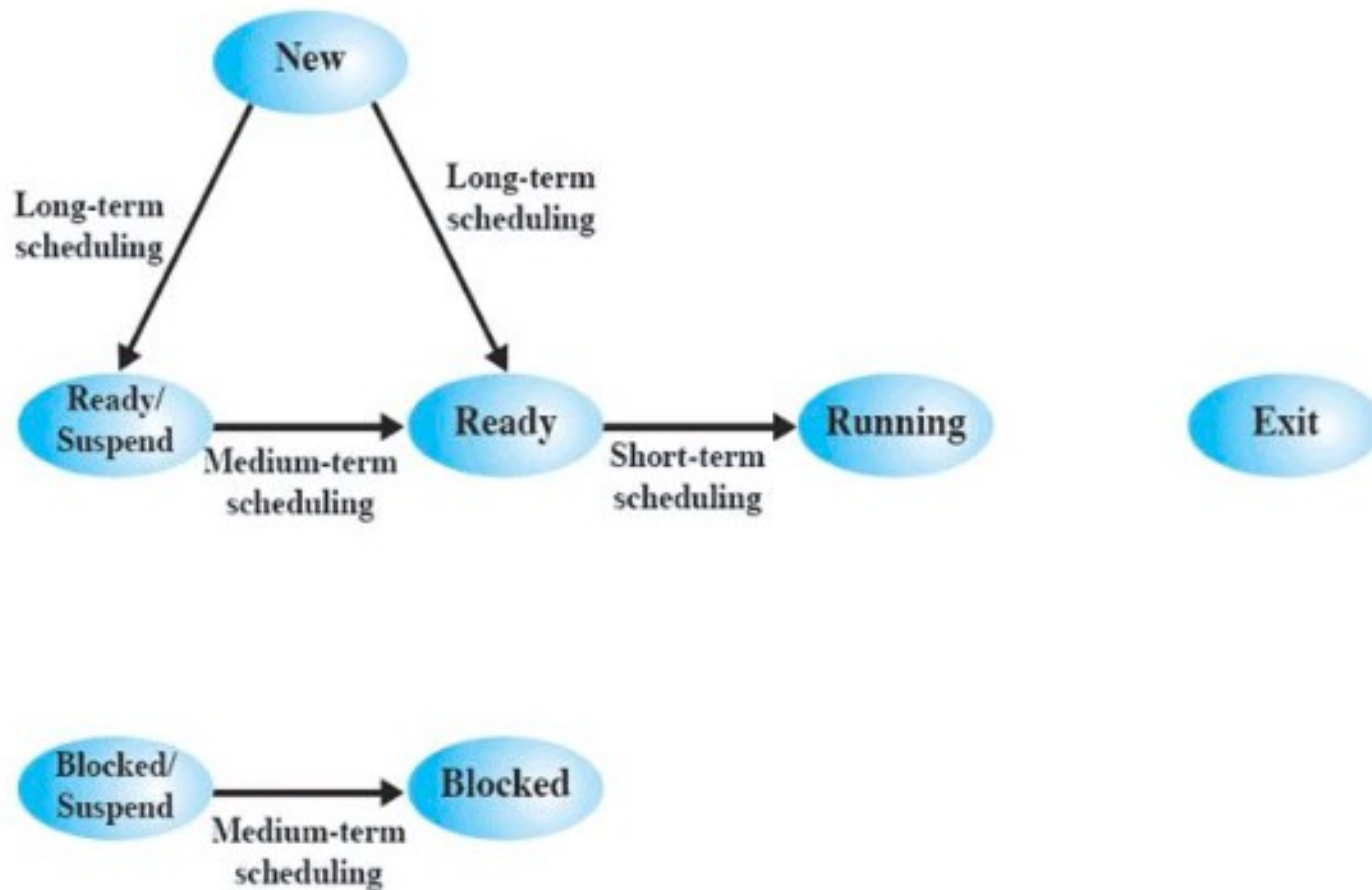 New
Long-term
scheduling
Long-term
scheduling
Ready/
Suspend
Medium-term
scheduling
Ready
Short-term
scheduling
Running
Exit
Blocked/
Suspend
Medium-term
scheduling
Blocked